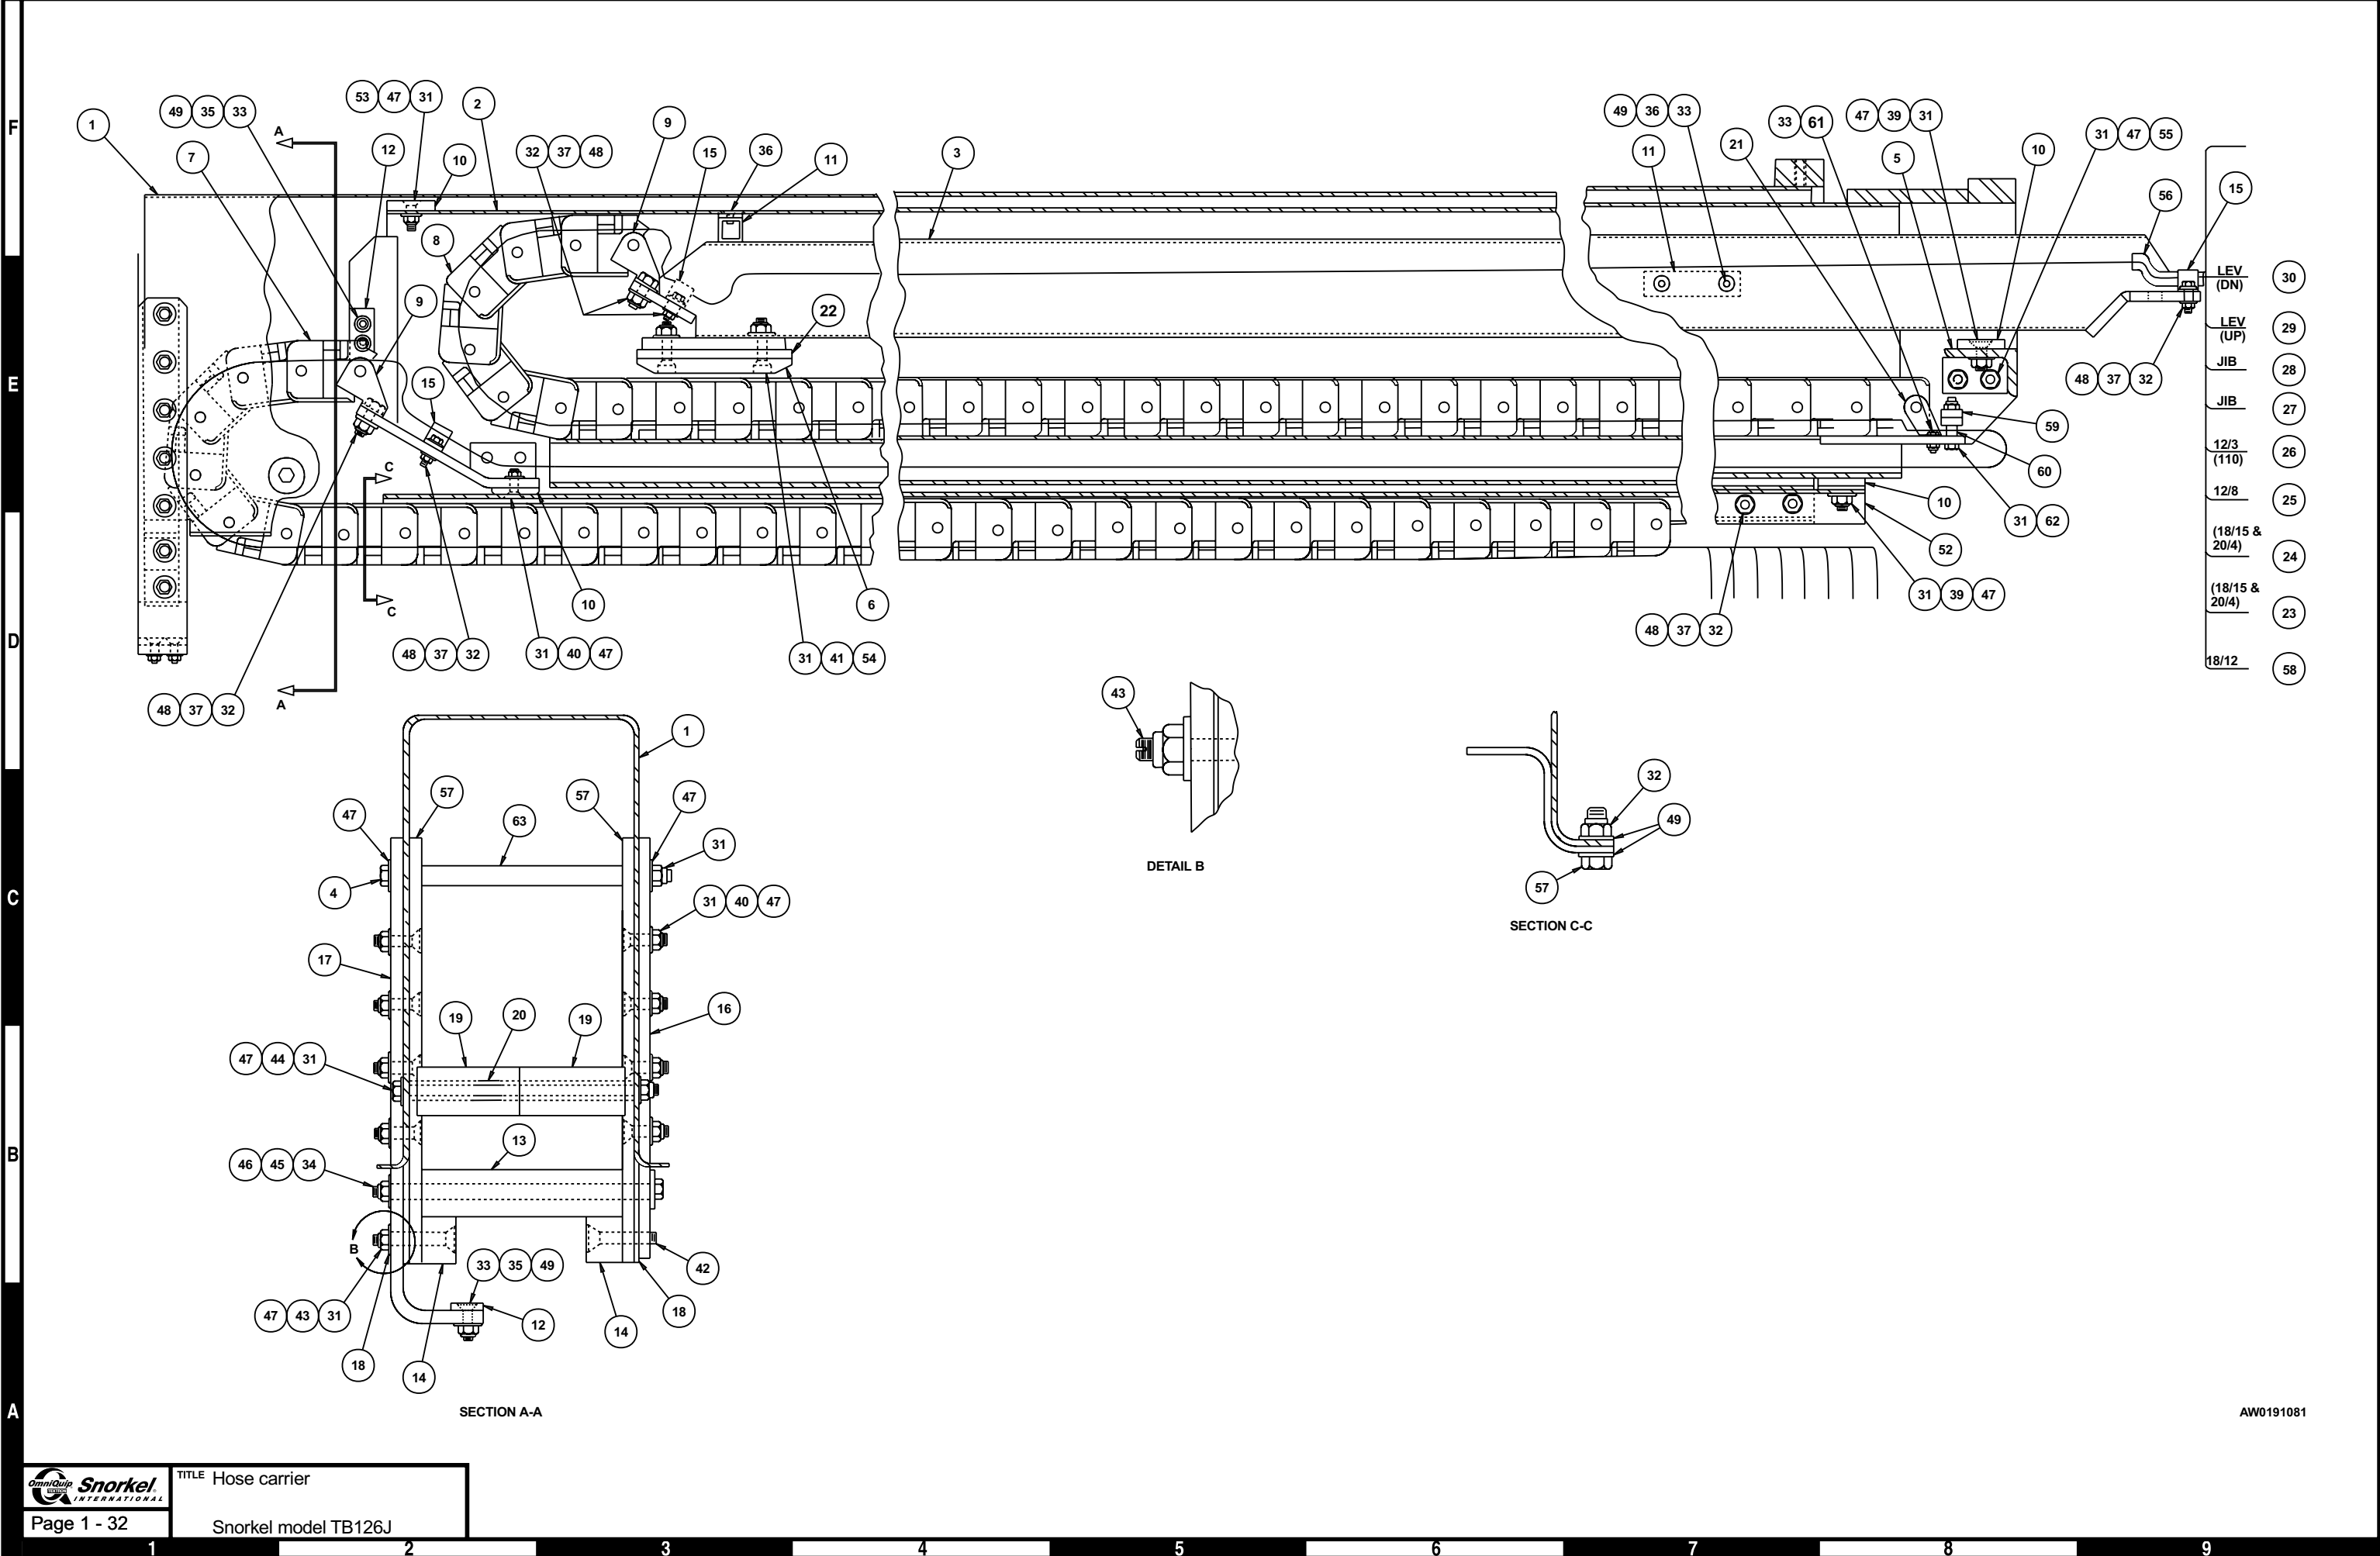 F
E
D
C
B
A
1
7
49 35 33
A
53 47 31
12
10
2
32 37 48
9
15
36
11
3
49 36 33
11
21
33 61
47 39 31
5
10
31 47 55
56
15
8
9
15
22
LEV (DN) 30
LEV (UP) 29
JIB 28
JIB 27
12/3 (110) 26
12/8 25
(18/15 & 20/4) 24
(18/15 & 20/4) 23
18/12 58
48 37 32
59
60
31 62
10
52
31 39 47
48 37 32
C
C
10
6
48 37 32
31 40 47
31 41 54
48 37 32
A
1
57
57
47
47
63
31
4
31 40 47
17
16
19
20
19
47 44 31
13
46 45 34
B
33 35 49
42
47 43 31
12
18
14
18
14
SECTION A-A
43
DETAIL B
32
49
57
SECTION C-C
AW0191081
OmniQuip
TEXTRON
Snorkel
INTERNATIONAL
TITLE Hose carrier
Page 1 - 32
Snorkel model TB126J
1 2 3 4 5 6 7 8 9